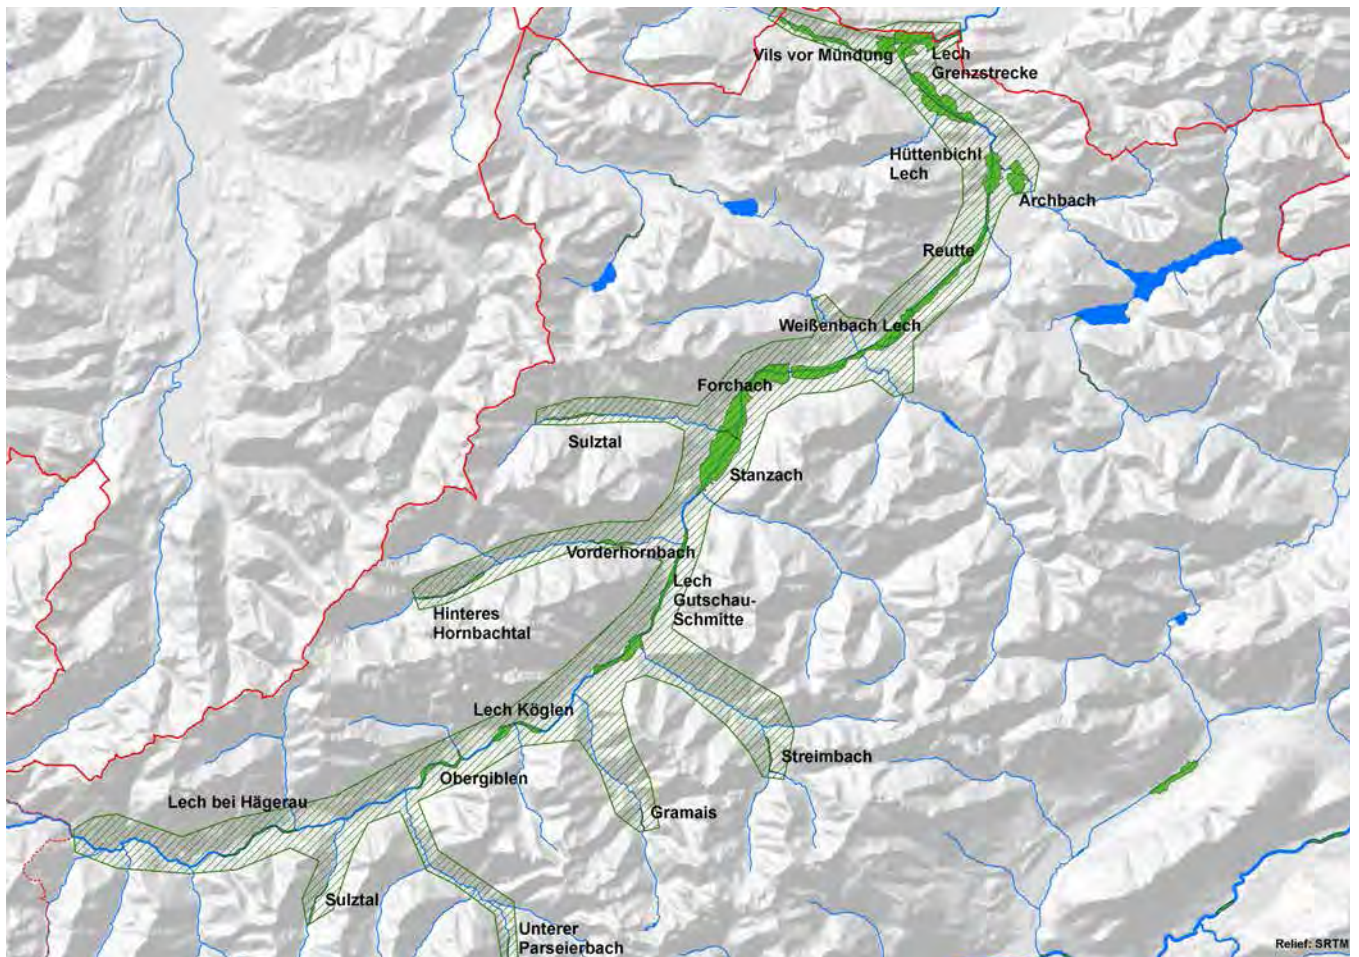 Vils vor Mündung
Lech
Grenzstrecke
Hüttenbichl
Lech
Archbach
Reutte
Weißenbach Lech
Forchach
Sulztal
Stanzach
Vorderhornbach
Lech
Gutschau-
Schmitte
Hinteres
Hornbachtal
Lech Köglen
Streimbach
Obergiblen
Lech bei Hägerau
Gramais
Sulztal
Unterer
Parseierbach
Relief: SRTM